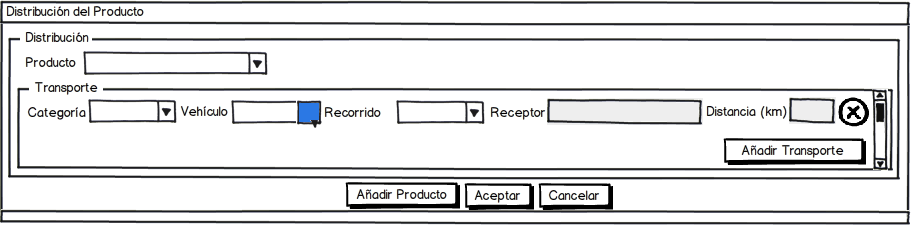 Distribución del Producto
Distribución
Producto
Transporte
Categoría Vehículo Recorrido Receptor Distancia (km)
Añadir Transporte
Añadir Producto Aceptar Cancelar